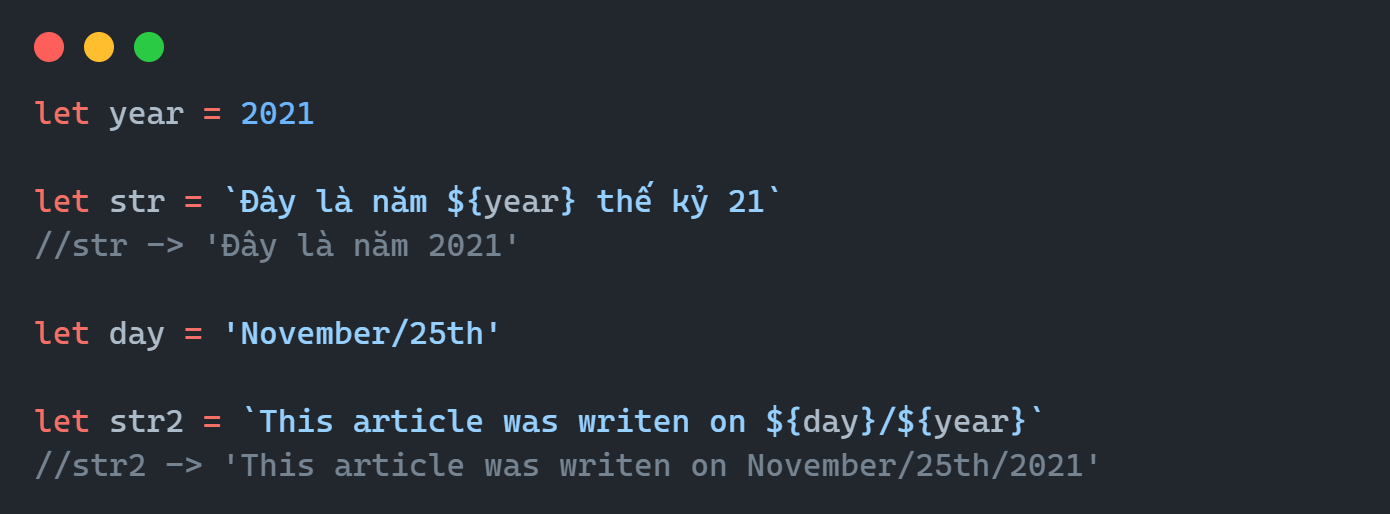 let year = 2021
let str = `Đây là năm ${year} thế kỷ 21`
//str -> 'Đây là năm 2021'
let day = 'November/25th'
let str2 = `This article was writen on ${day}/${year}`
//str2 -> 'This article was writen on November/25th/2021'